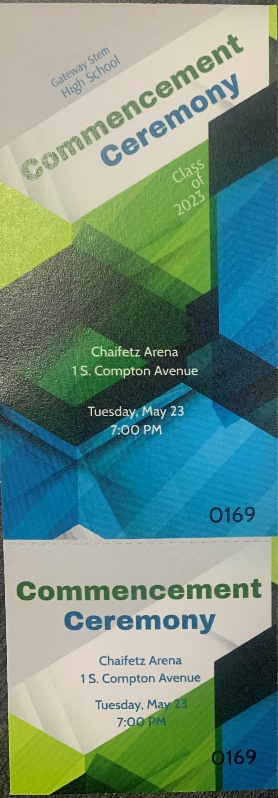 Gateway Stem
High School
Commencement
Ceremony
Class
of
2023
Chaifetz Arena
1 S. Compton Avenue
Tuesday, May 23
7:00 PM
0169
Commencement
Ceremony
Chaifetz Arena
1 S. Compton Avenue
Tuesday, May 23
7:00 PM
0169